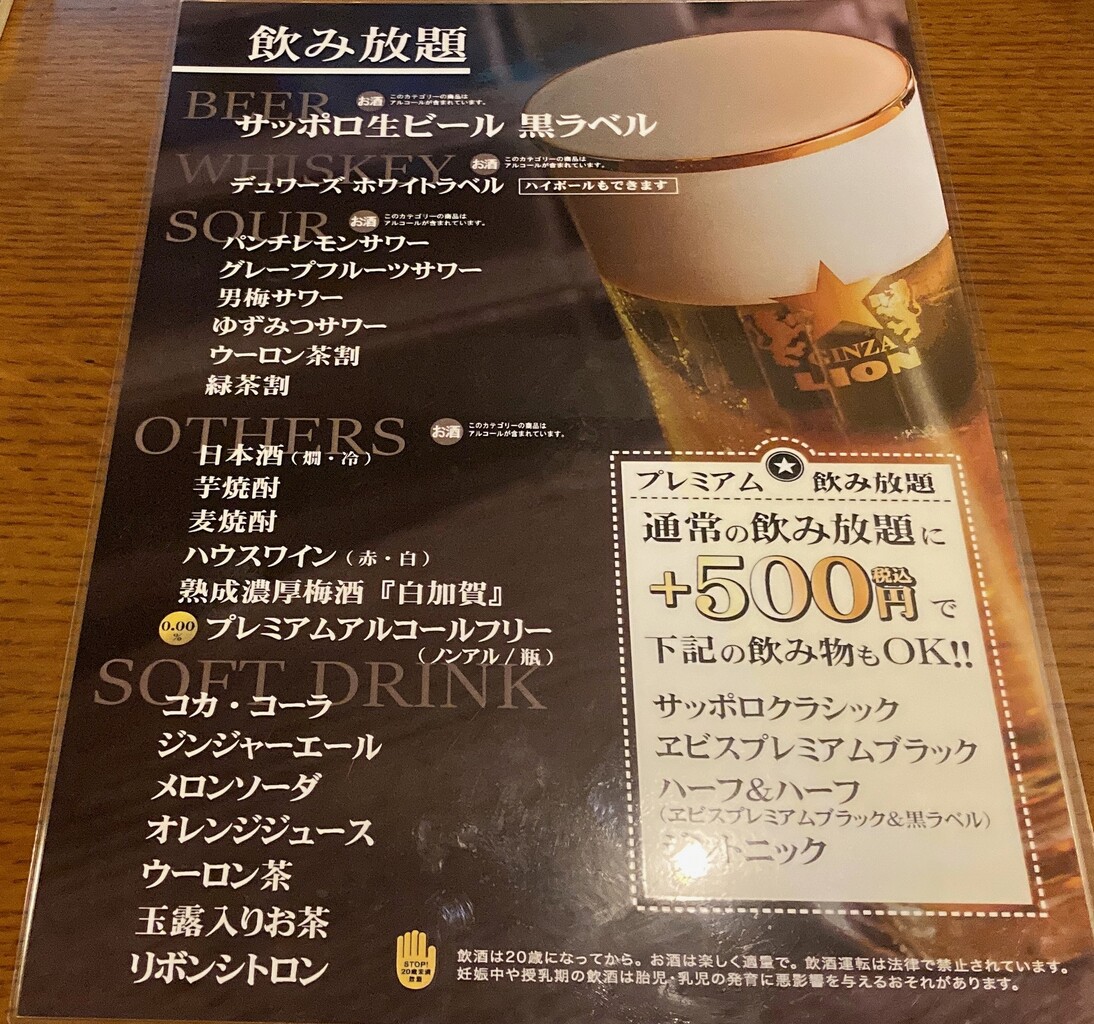 飲み放題
BEER お酒 このカテゴリーの商品は
アルコールが含まれています。
サッポロ生ビール 黒ラベル
WHISKEY お酒 このカテゴリーの商品は
アルコールが含まれています。
デュワーズ ホワイトラベル ハイボールもできます
SOUR お酒 このカテゴリーの商品は
アルコールが含まれています。
パンチレモンサワー
グレープフルーツサワー
男梅サワー
ゆずみつサワー
ウーロン茶割
緑茶割
OTHERS お酒 このカテゴリーの商品は
アルコールが含まれています。
日本酒（燗・冷）
芋焼酎
麦焼酎
ハウスワイン（赤・白）
熟成濃厚梅酒『白加賀』
0.00% プレミアムアルコールフリー
（ノンアル/瓶）
SOFT DRINK
コカ・コーラ
ジンジャーエール
メロンソーダ
オレンジジュース
ウーロン茶
玉露入りお茶
リボンシトロン
GINZA
LION
プレミアム 飲み放題
通常の飲み放題に
+500円税込で
下記の飲み物もOK!!
サッポロクラシック
ヱビスプレミアムブラック
ハーフ&ハーフ
（ヱビスプレミアムブラック&黒ラベル）
ジントニック
STOP!
20歳未満
飲酒
飲酒は20歳になってから。お酒は楽しく適量で。飲酒運転は法律で禁止されています。
妊娠中や授乳期の飲酒は胎児・乳児の発育に悪影響を与えるおそれがあります。